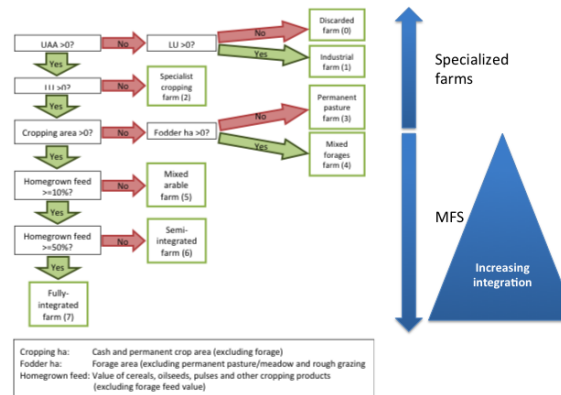 UAA >0?
No
LU >0?
No
Discarded
farm (0)
Yes
Industrial
farm (1)
Yes
LU >0?
No
Specialist
cropping
farm (2)
Yes
Cropping area >0?
No
Fodder ha >0?
No
Permanent
pasture
farm (3)
Yes
Mixed
forages
farm (4)
Yes
Homegrown feed
>=10%?
No
Mixed
arable
farm (5)
Yes
Homegrown feed
>=50%?
No
Semi-
integrated
farm (6)
Yes
Fully-
integrated
farm (7)
Specialized
farms
MFS
Increasing
integration
Cropping ha: Cash and permanent crop area (excluding forage)
Fodder ha: Forage area (excluding permanent pasture/meadow and rough grazing
Homegrown feed: Value of cereals, oilseeds, pulses and other cropping products
(excluding forage feed value)